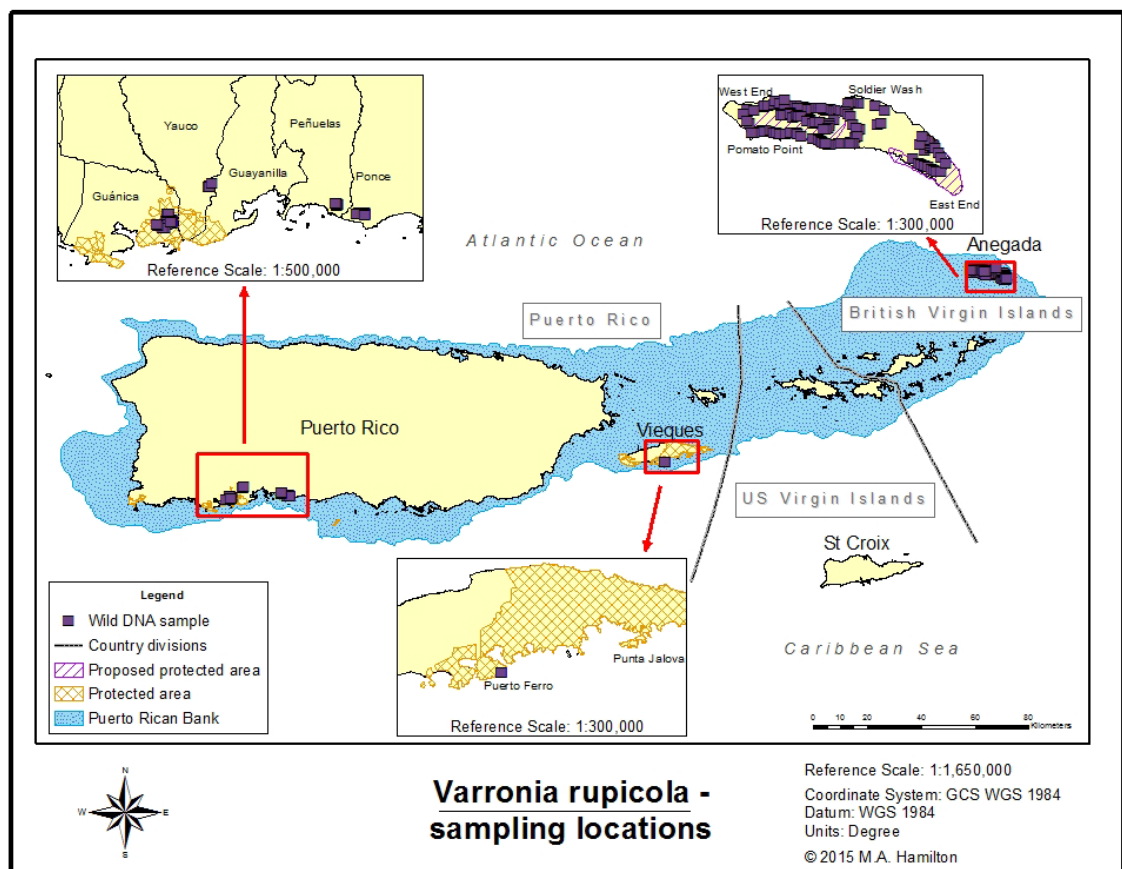 Yauco
Peñuelas
Guayanilla
Ponce
Guánica
Reference Scale: 1:500,000
West End
Soldier Wash
Pomato Point
East End
Reference Scale: 1:300,000
Atlantic Ocean
Anegada
Puerto Rico
British Virgin Islands
Puerto Rico
Vieques
US Virgin Islands
St Croix
Caribbean Sea
Punta Jalova
Puerto Ferro
Reference Scale: 1:300,000
Legend
Wild DNA sample
Country divisions
Proposed protected area
Protected area
Puerto Rican Bank
0 5 10 20 40 60 80
Kilometers
N
W E
S
Varronia rupicola -
sampling locations
Reference Scale: 1:1,650,000
Coordinate System: GCS WGS 1984
Datum: WGS 1984
Units: Degree
© 2015 M.A. Hamilton